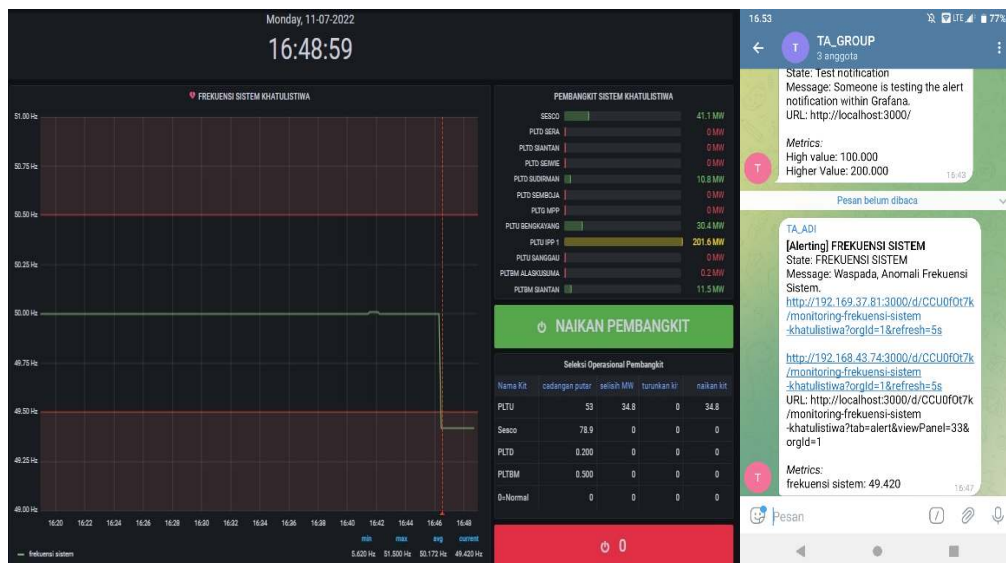 Monday, 11-07-2022
16:48:59
FREKUENSI SISTEM KHATULISTIWA
51.00 Hz
50.75 Hz
50.50 Hz
50.25 Hz
50.00 Hz
49.75 Hz
49.50 Hz
49.25 Hz
49.00 Hz
16:20 16:22 16:24 16:26 16:28 16:30 16:32 16:34 16:36 16:38 16:40 16:42 16:44 16:46 16:48
min max avg current
frekuensi sistem 5.620 Hz 51.500 Hz 50.172 Hz 49.420 Hz
PEMBANGKIT SISTEM KHATULISTIWA
SESCO 41.1 MW
PLTD SERA 0 MW
PLTD SIANTAN 0 MW
PLTD SEIWE 0 MW
PLTD SUDIRMAN 10.8 MW
PLTD SEMBOJA 0 MW
PLTG MPP 0 MW
PLTU BENGKAYANG 30.4 MW
PLTU IPP 1 201.6 MW
PLTU SANGGAU 0 MW
PLTBM ALASKUSUMA 0.2 MW
PLTBM SIANTAN 11.5 MW
NAIKAN PEMBANGKIT
Seleksi Operasional Pembangkit
Nama Kit cadangan putar selisih MW turunkan kit naikan kit
PLTU 53 34.8 0 34.8
Sesco 78.9 0 0 0
PLTD 0.200 0 0 0
PLTBM 0.500 0 0 0
0=Normal 0 0 0 0
0
16.53 LTE 77%
T TA_GROUP
3 anggota
State: Test notification
Message: Someone is testing the alert
notification within Grafana.
URL: http://localhost:3000/
Metrics:
High value: 100.000
Higher Value: 200.000
16:43
T
Pesan belum dibaca
TA_ADI
[Alerting] FREKUENSI SISTEM
State: FREKUENSI SISTEM
Message: Waspada, Anomali Frekuensi
Sistem.
http://192.169.37.81:3000/d/CCU0fOt7k
/monitoring-frekuensi-sistem
-khatulistiwa?orgId=1&refresh=5s
http://192.168.43.74:3000/d/CCU0fOt7k
/monitoring-frekuensi-sistem
-khatulistiwa?orgId=1&refresh=5s
URL: http://localhost:3000/d/CCU0fOt7k
/monitoring-frekuensi-sistem
-khatulistiwa?tab=alert&viewPanel=33&
orgId=1
Metrics:
frekuensi sistem: 49.420
16:47
T
Pesan